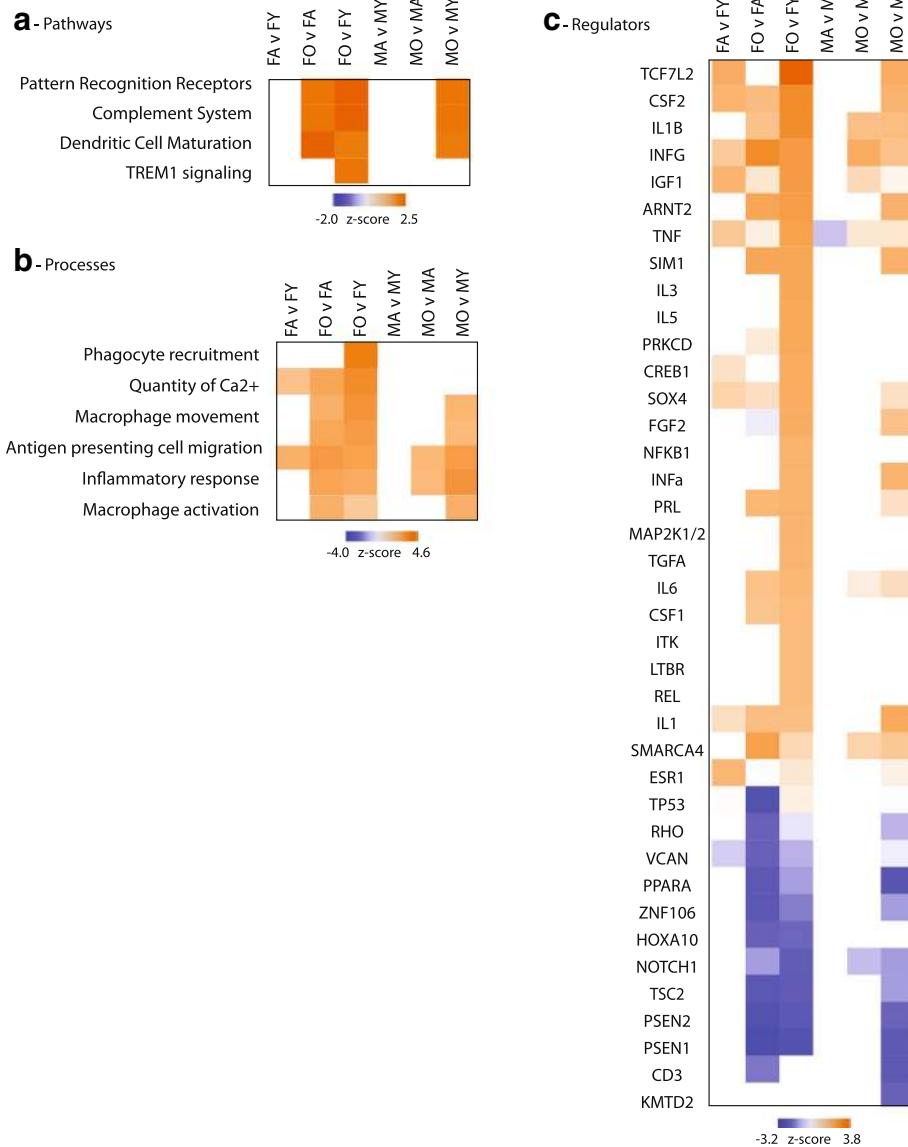 a - Pathways
FA v FY
FO v FA
FO v FY
MA v MY
MO v MA
MO v MY
Pattern Recognition Receptors
Complement System
Dendritic Cell Maturation
TREM1 signaling
-2.0 z-score 2.5
b - Processes
FA v FY
FO v FA
FO v FY
MA v MY
MO v MA
MO v MY
Phagocyte recruitment
Quantity of Ca2+
Macrophage movement
Antigen presenting cell migration
Inflammatory response
Macrophage activation
-4.0 z-score 4.6
c - Regulators
FA v FY
FO v FA
FO v FY
MA v
MO v
MO v
TCF7L2
CSF2
IL1B
INFG
IGF1
ARNT2
TNF
SIM1
IL3
IL5
PRKCD
CREB1
SOX4
FGF2
NFKB1
INFa
PRL
MAP2K1/2
TGFA
IL6
CSF1
ITK
LTBR
REL
IL1
SMARCA4
ESR1
TP53
RHO
VCAN
PPARA
ZNF106
HOXA10
NOTCH1
TSC2
PSEN2
PSEN1
CD3
KMTD2
-3.2 z-score 3.8